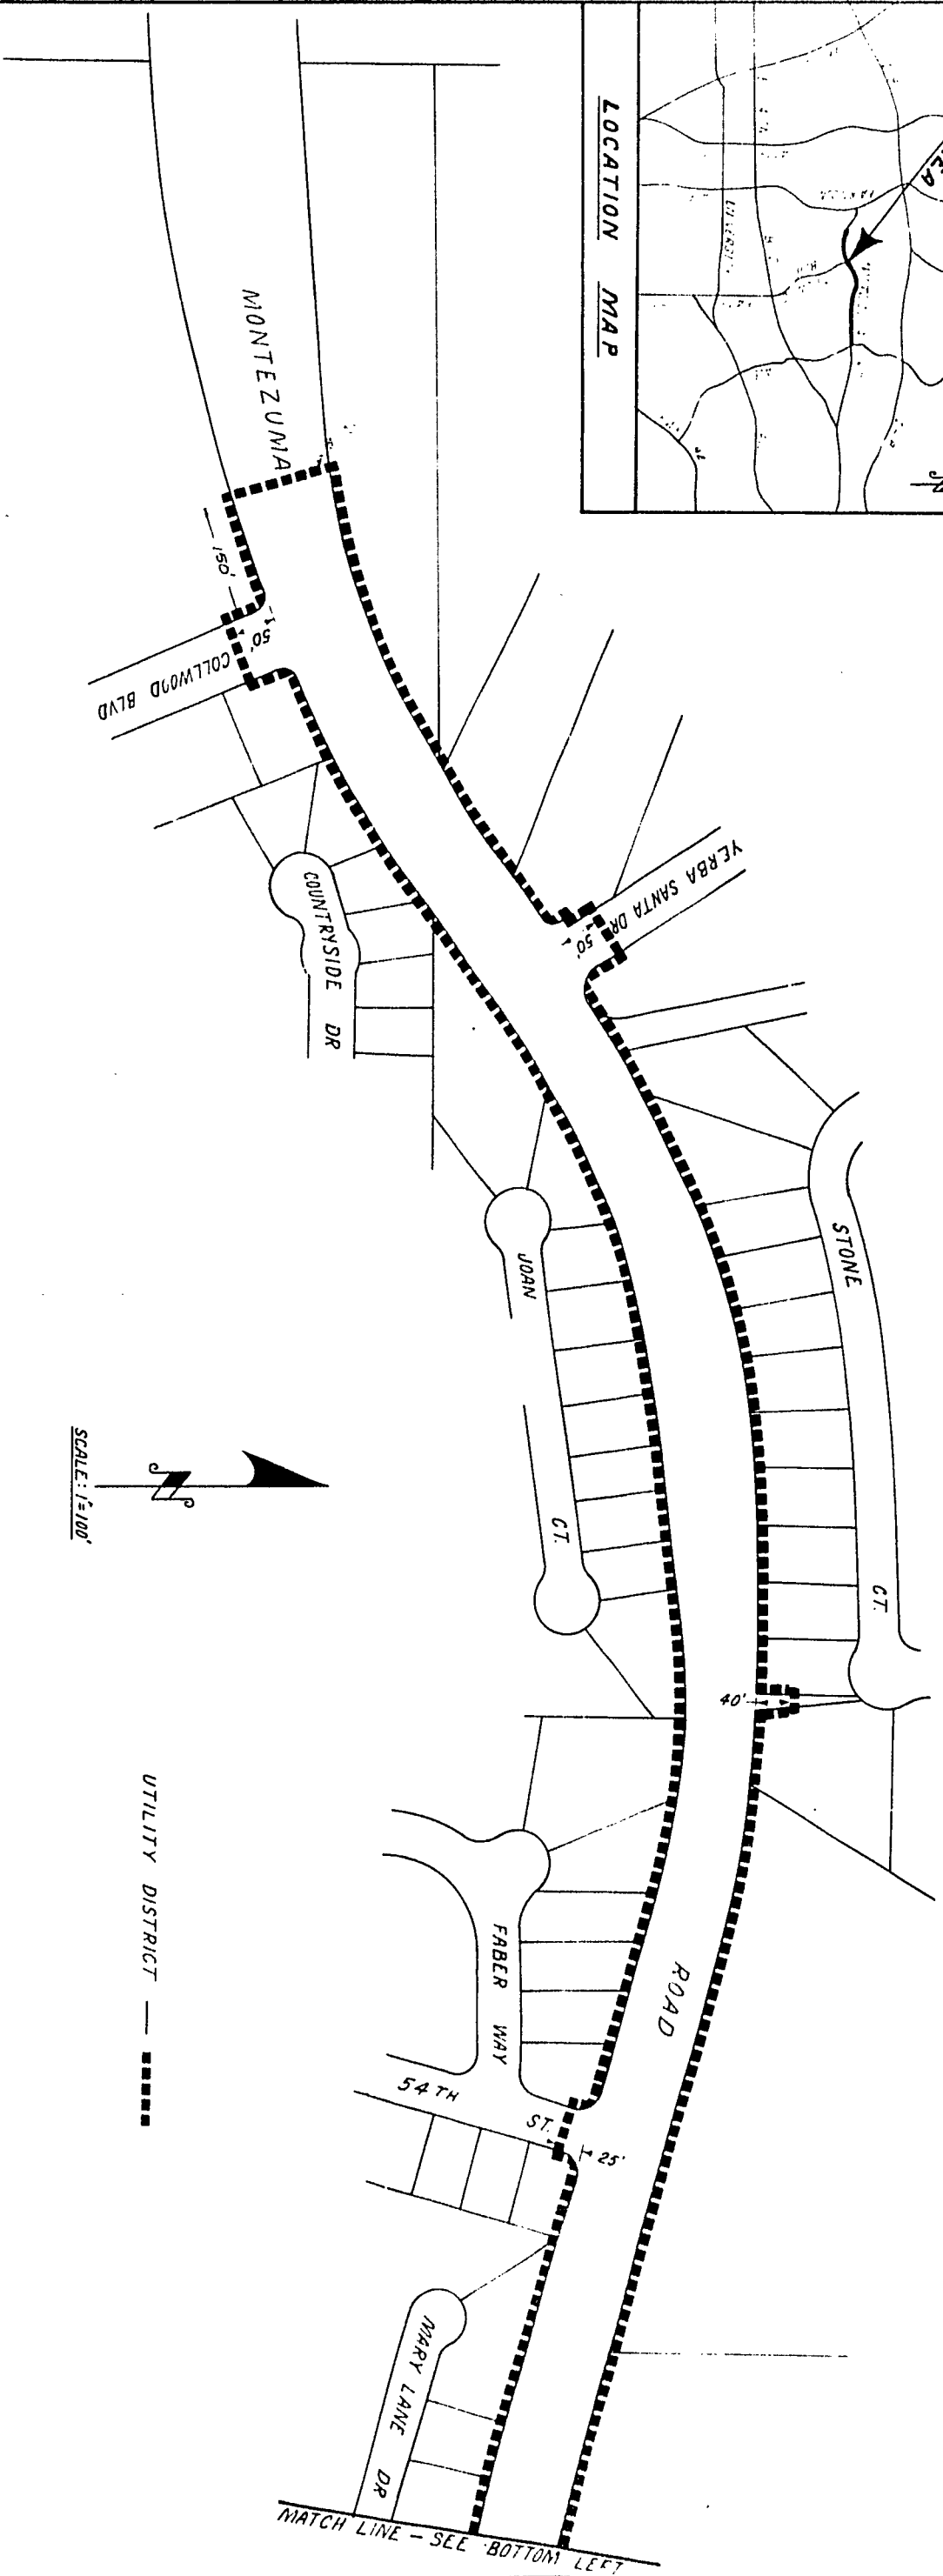 LOCATION MAP
UNIVERSITY
MONTEZUMA
150'
50'
COLLWOOD BLVD
COUNTRYSIDE DR
YERBA SANTA DR
50'
STONE CT.
JOAN CT.
40'
SCALE: 1"=100'
UTILITY DISTRICT
FABER WAY
ROAD
54TH ST.
25'
MARY LANE DR
MATCH LINE - SEE BOTTOM LEFT